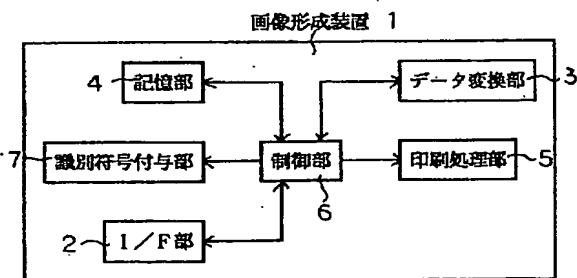 画像形成装置 1
4 記憶部
データ変換部 3
7 識別符号付与部
制御部
印刷処理部 5
6
2 I/F部